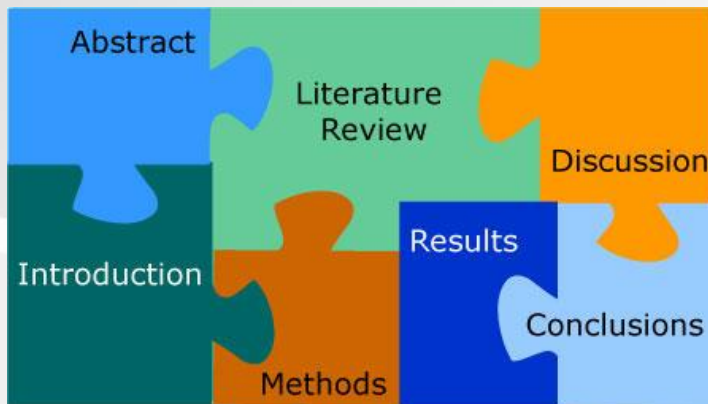 Abstract
Literature
Review
Discussion
Introduction
Methods
Results
Conclusions